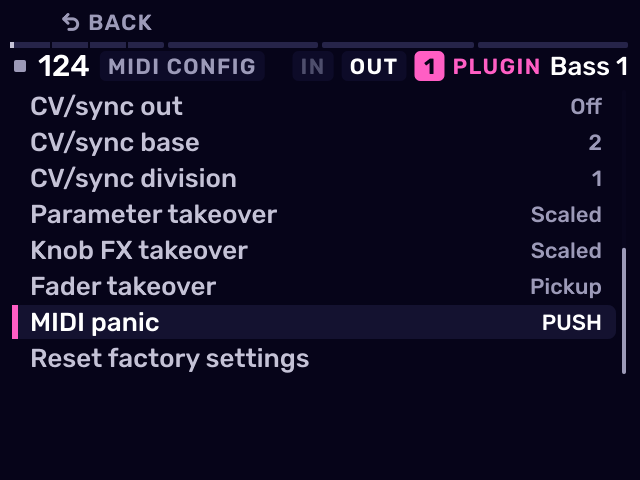 BACK
124 MIDI CONFIG IN OUT 1 PLUGIN Bass 1
CV/sync out Off
CV/sync base 2
CV/sync division 1
Parameter takeover Scaled
Knob FX takeover Scaled
Fader takeover Pickup
MIDI panic PUSH
Reset factory settings